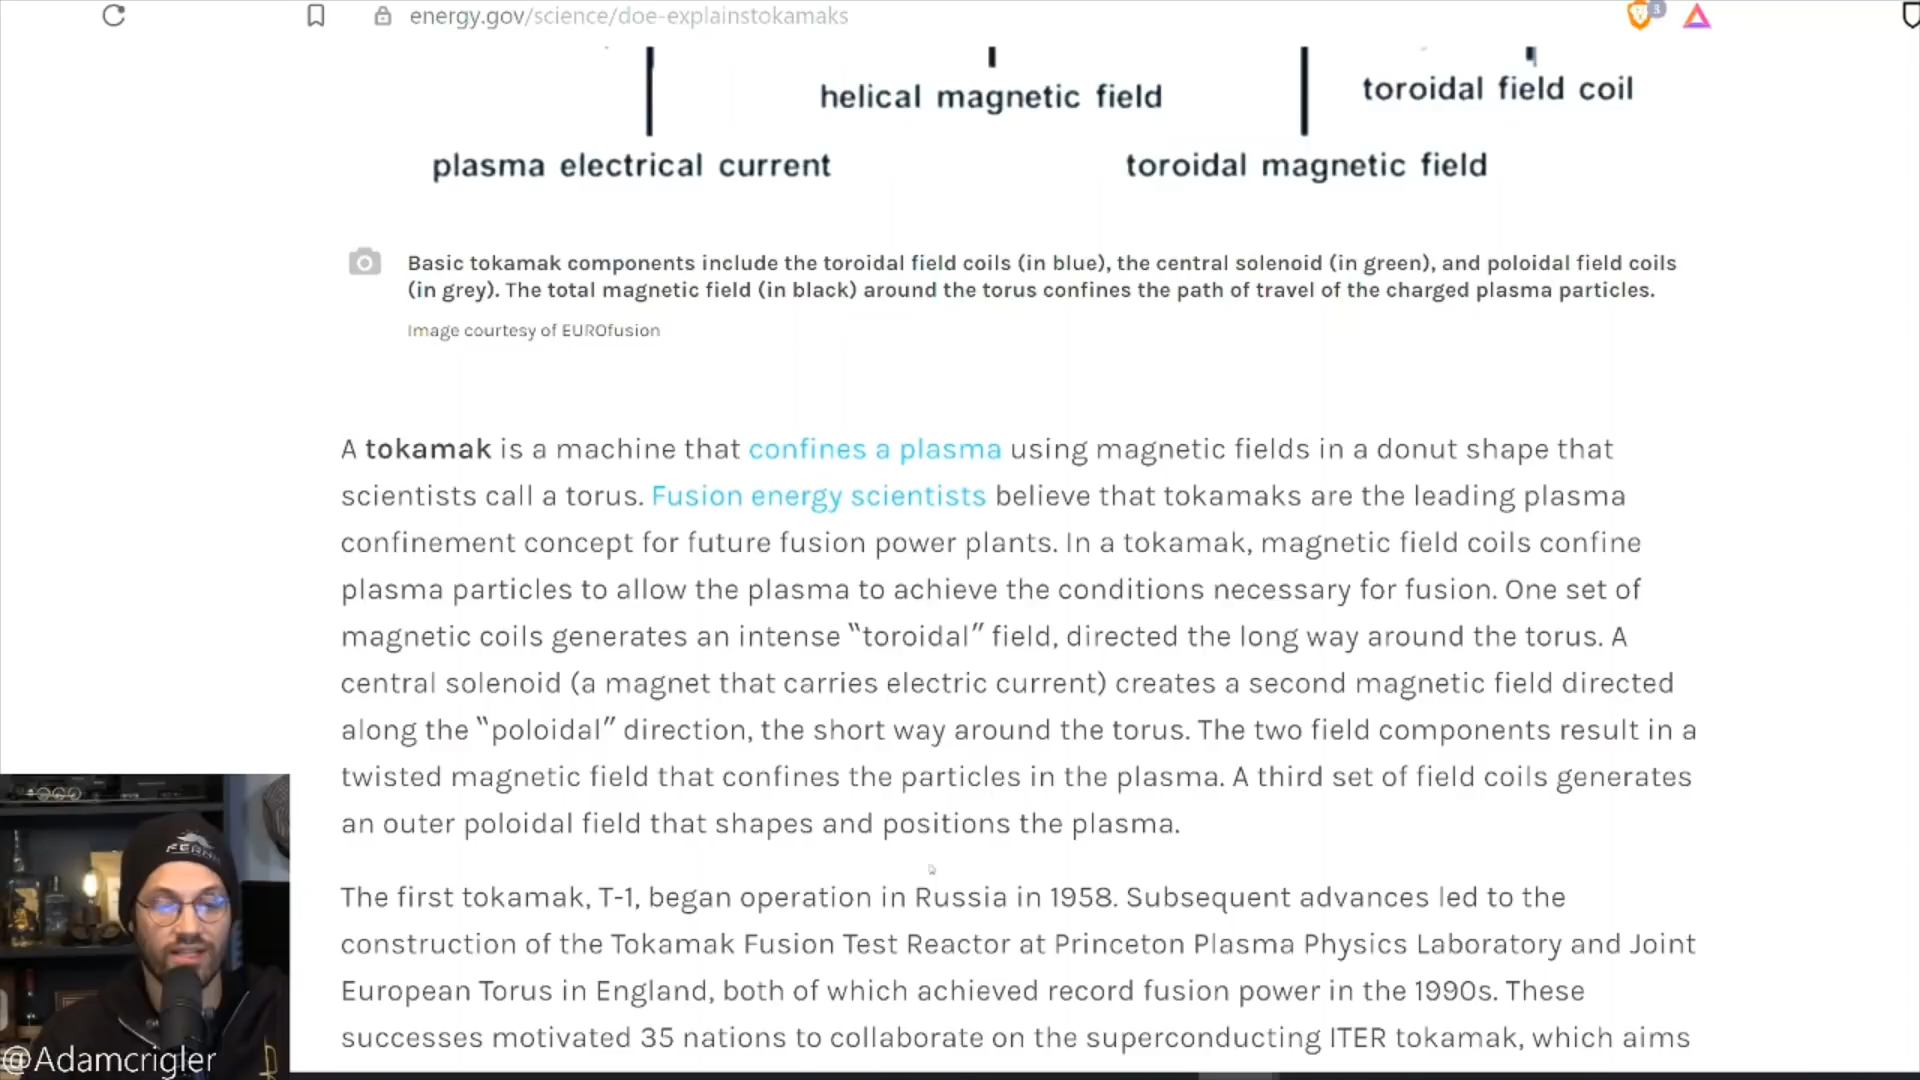 energy.gov/science/doe-explainstokamaks
3
helical magnetic field
toroidal field coil
plasma electrical current
toroidal magnetic field
Basic tokamak components include the toroidal field coils (in blue), the central solenoid (in green), and poloidal field coils
(in grey). The total magnetic field (in black) around the torus confines the path of travel of the charged plasma particles.
Image courtesy of EUROfusion
A tokamak is a machine that confines a plasma using magnetic fields in a donut shape that
scientists call a torus. Fusion energy scientists believe that tokamaks are the leading plasma
confinement concept for future fusion power plants. In a tokamak, magnetic field coils confine
plasma particles to allow the plasma to achieve the conditions necessary for fusion. One set of
magnetic coils generates an intense “toroidal” field, directed the long way around the torus. A
central solenoid (a magnet that carries electric current) creates a second magnetic field directed
along the “poloidal” direction, the short way around the torus. The two field components result in a
twisted magnetic field that confines the particles in the plasma. A third set of field coils generates
an outer poloidal field that shapes and positions the plasma.
The first tokamak, T-1, began operation in Russia in 1958. Subsequent advances led to the
construction of the Tokamak Fusion Test Reactor at Princeton Plasma Physics Laboratory and Joint
European Torus in England, both of which achieved record fusion power in the 1990s. These
successes motivated 35 nations to collaborate on the superconducting ITER tokamak, which aims
@Adamcrigler